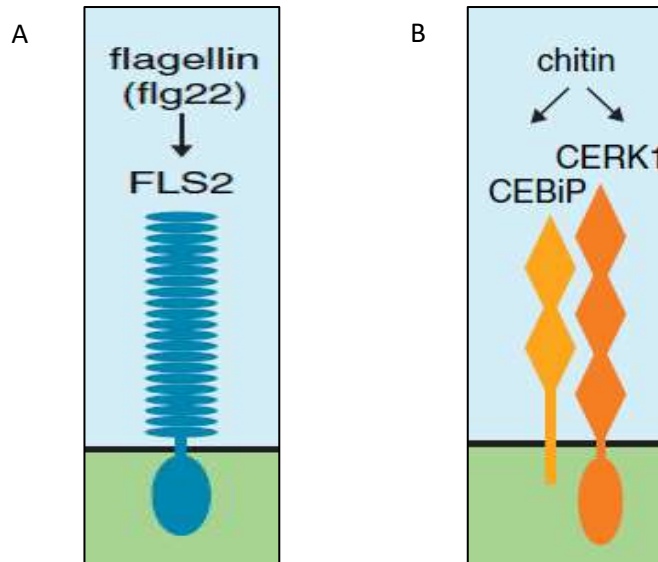 A
flagellin
(flg22)
FLS2
B
chitin
CERK1
CEBiP